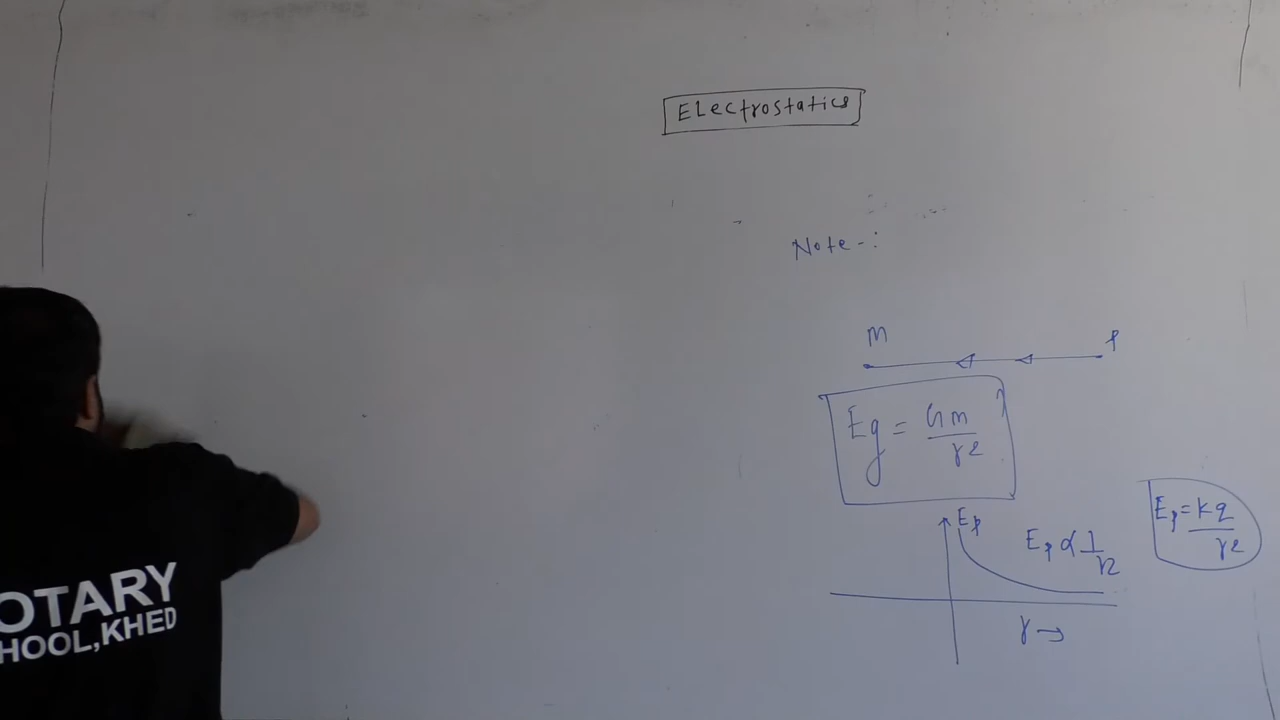 Electrostatics
Note-:
M P
Eg = Gm
r2
Ep
Ep ∝ 1
r2
Ep = kq
r2
r →
OTARY
HOOL,KHED